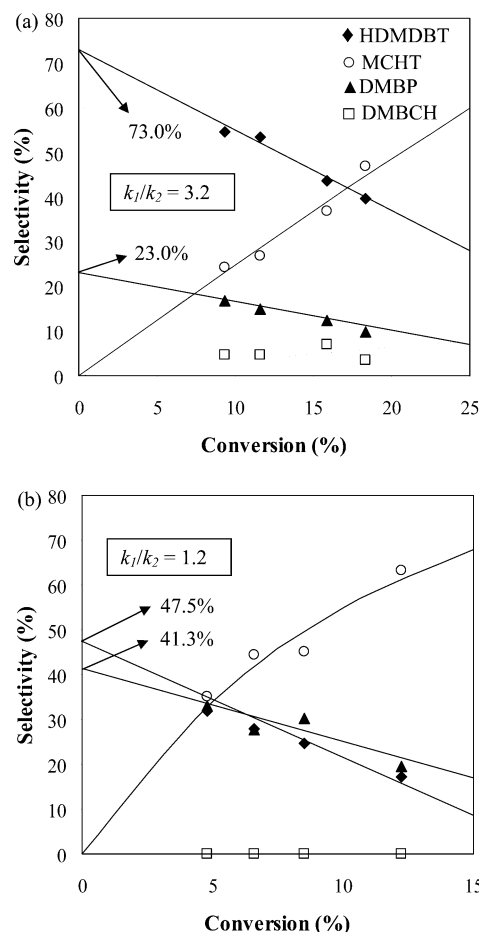 (a)
80
70
60
50
40
30
20
10
0
Selectivity (%)
◆ HDMDBT
○ MCHT
▲ DMBP
□ DMBCH
73.0%
k1/k2 = 3.2
23.0%
0 5 10 15 20 25
Conversion (%)
(b)
80
70
60
50
40
30
20
10
0
Selectivity (%)
k1/k2 = 1.2
47.5%
41.3%
0 5 10 15
Conversion (%)